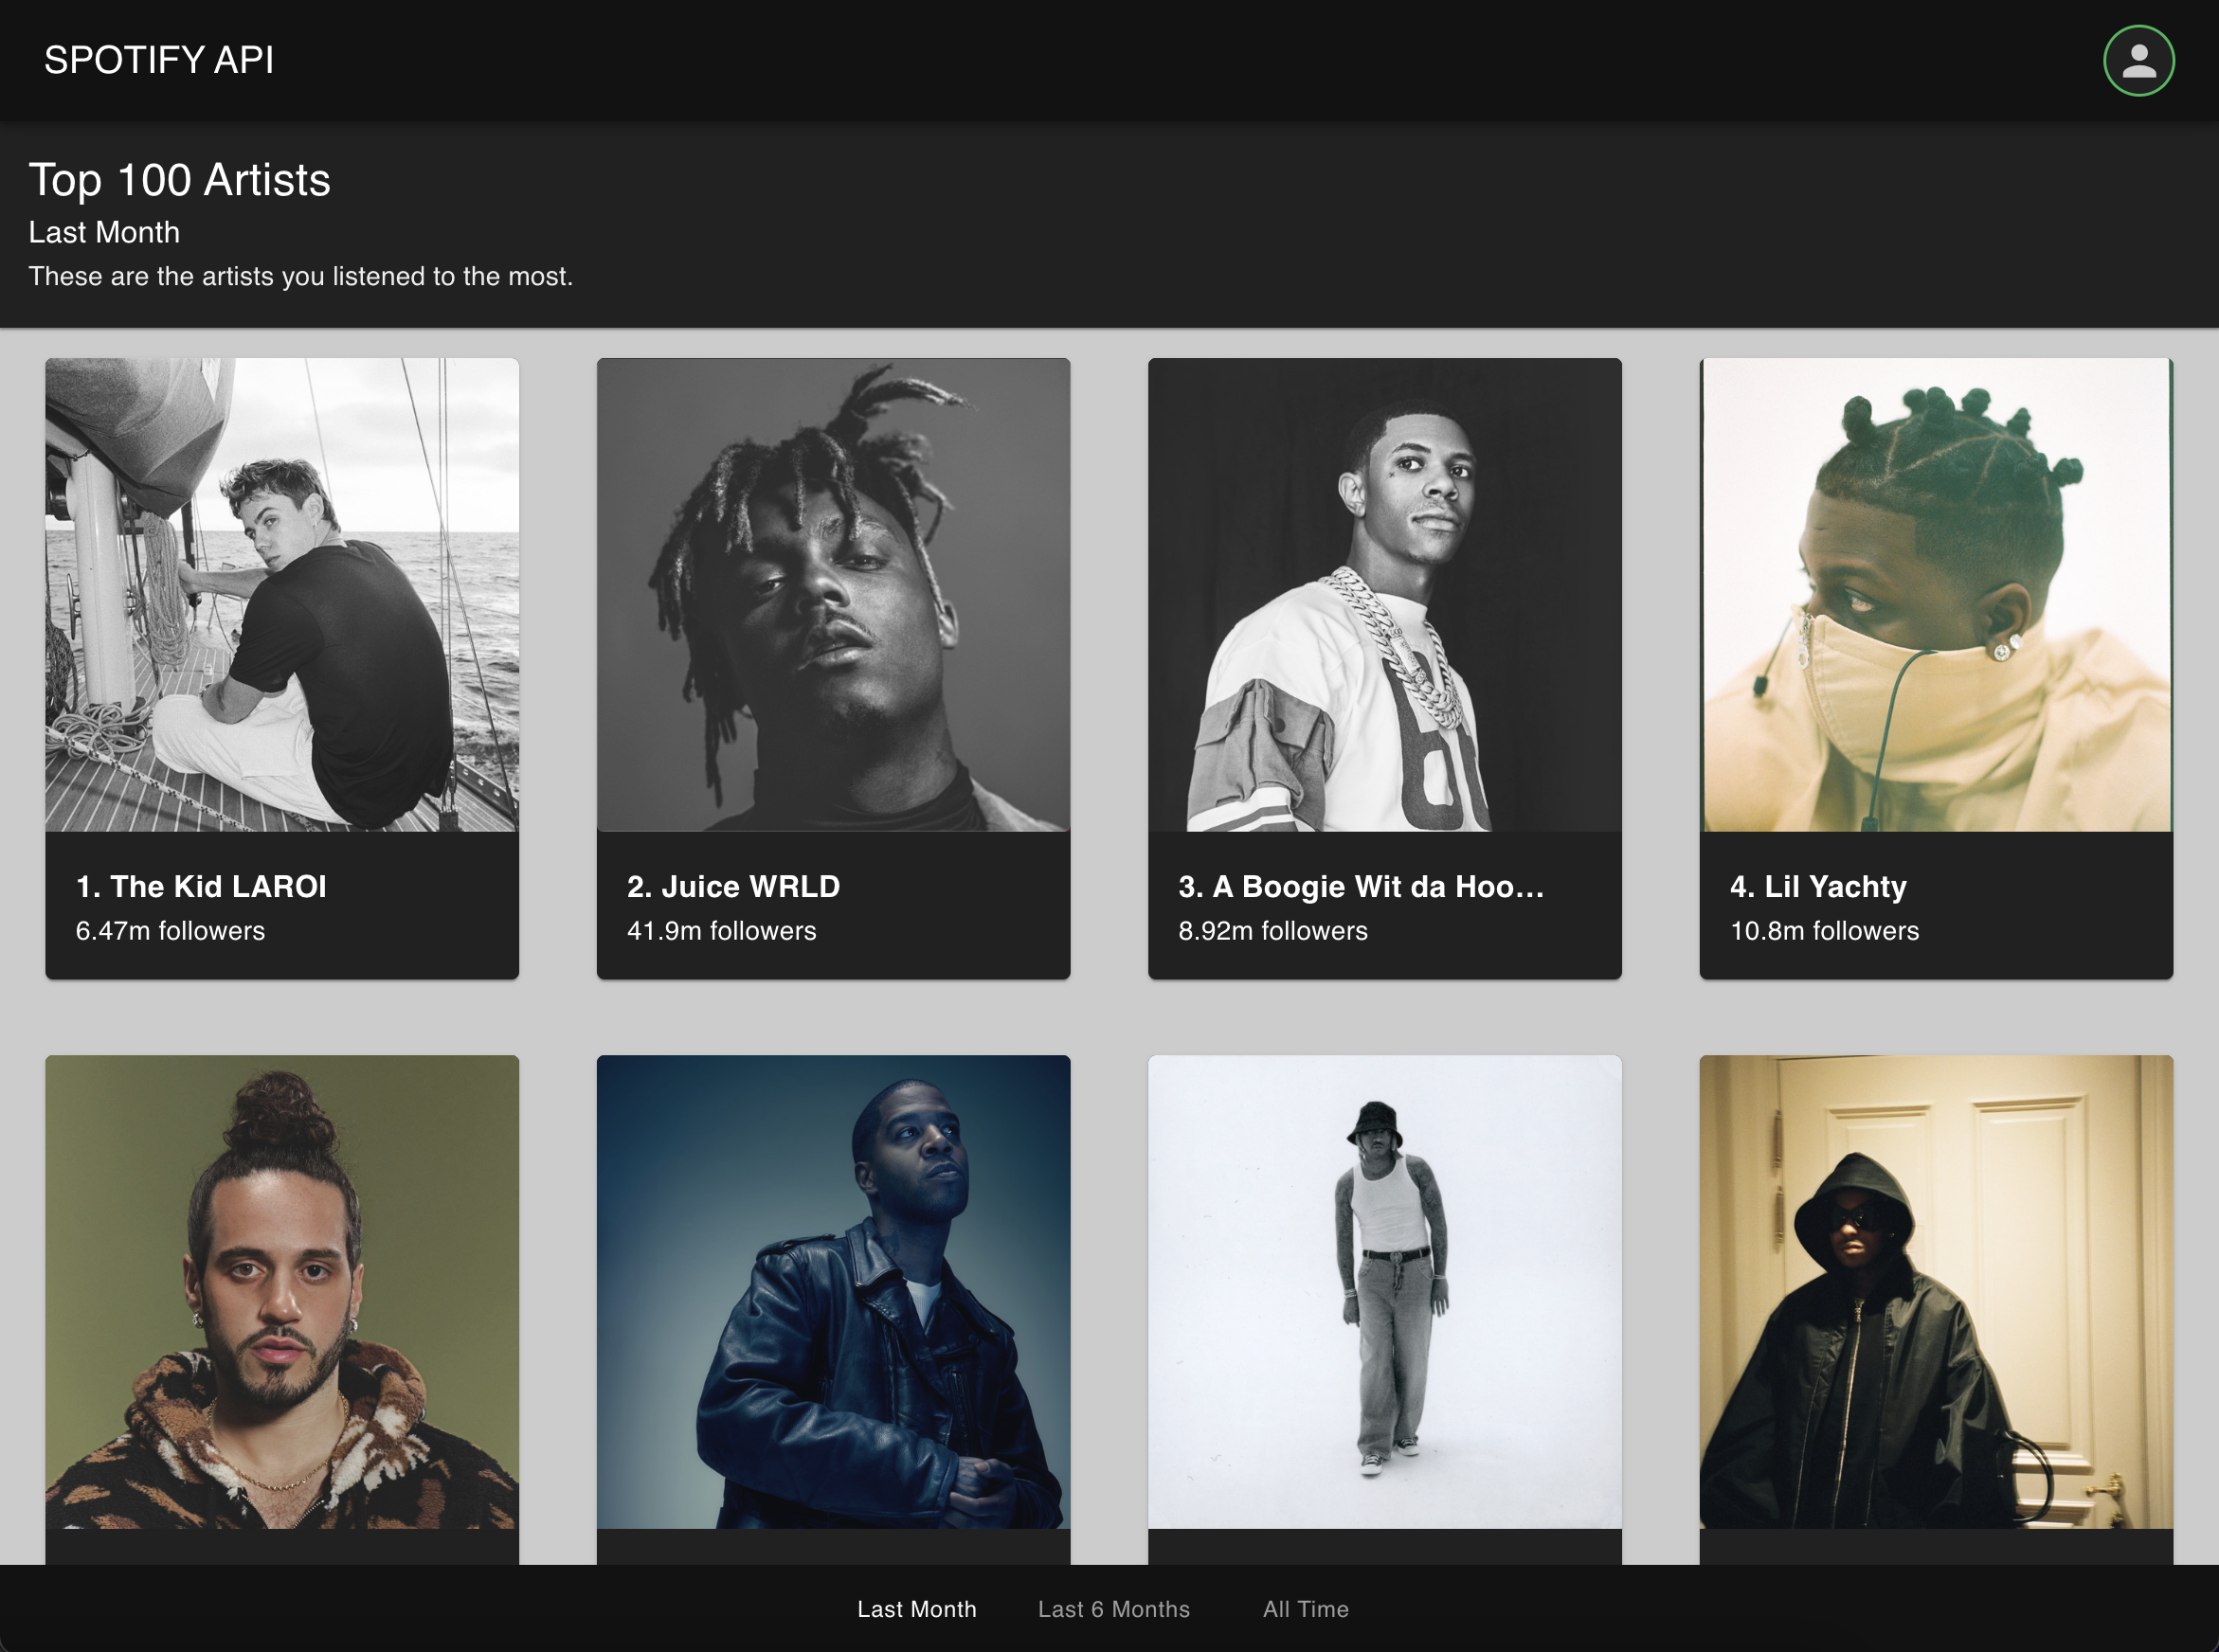 SPOTIFY API
Top 100 Artists
Last Month
These are the artists you listened to the most.
1. The Kid LAROI
6.47m followers
2. Juice WRLD
41.9m followers
3. A Boogie Wit da Hoo...
8.92m followers
4. Lil Yachty
10.8m followers
Last Month
Last 6 Months
All Time